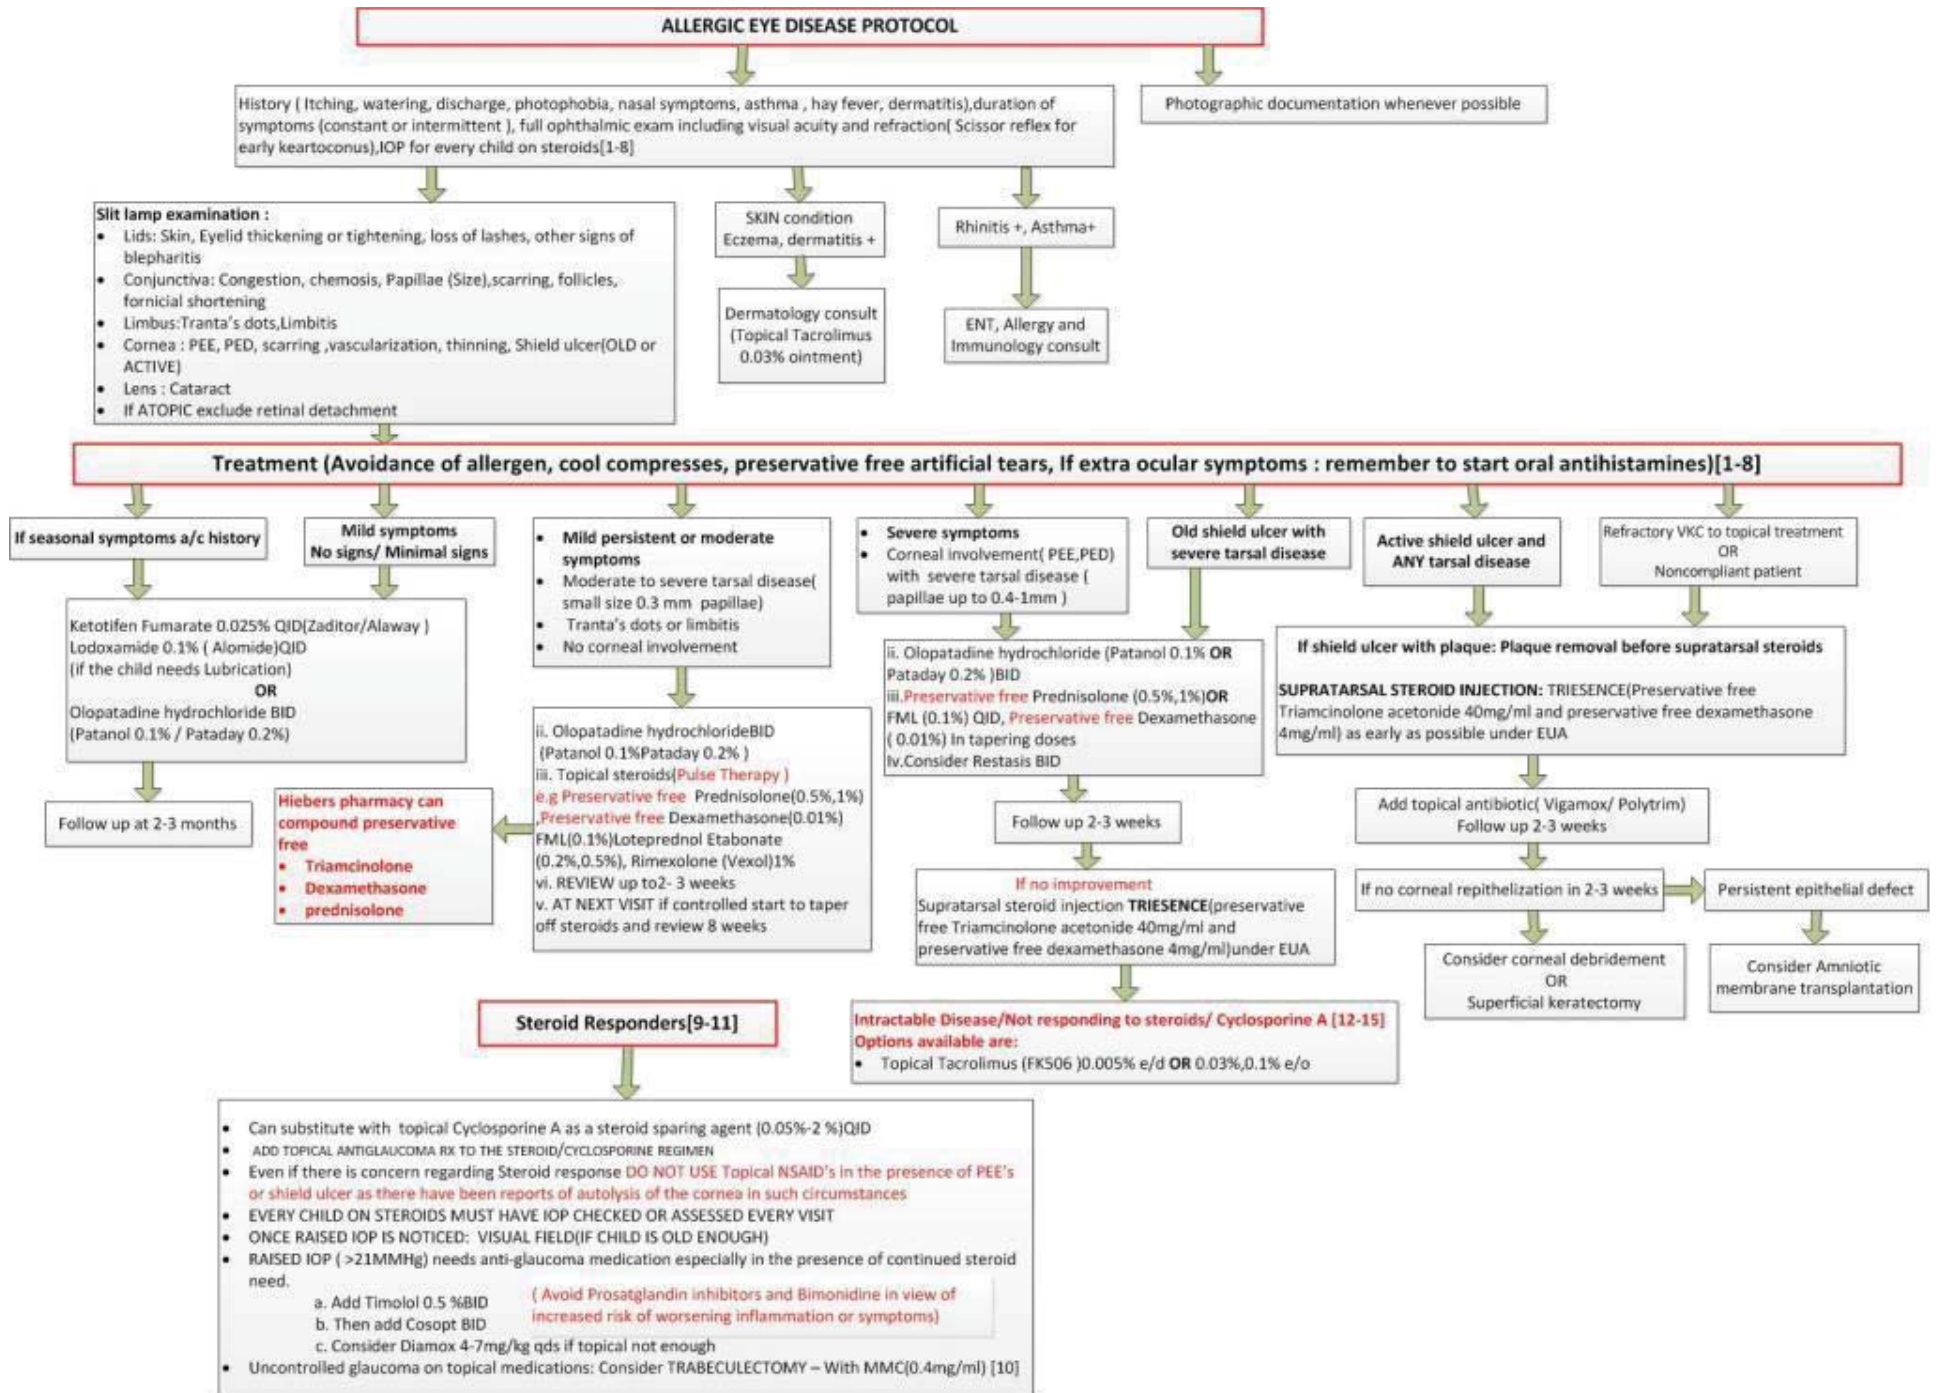 ALLERGIC EYE DISEASE PROTOCOL
History ( Itching, watering, discharge, photophobia, nasal symptoms, asthma , hay fever, dermatitis),duration of
symptoms (constant or intermittent ), full ophthalmic exam including visual acuity and refraction( Scissor reflex for
early keartoconus),IOP for every child on steroids[1-8]
Photographic documentation whenever possible
Slit lamp examination :
• Lids: Skin, Eyelid thickening or tightening, loss of lashes, other signs of
blepharitis
• Conjunctiva: Congestion, chemosis, Papillae (Size),scarring, follicles,
fornicial shortening
• Limbus:Tranta's dots,Limbitis
• Cornea : PEE, PED, scarring ,vascularization, thinning, Shield ulcer(OLD or
ACTIVE)
• Lens : Cataract
• If ATOPIC exclude retinal detachment
SKIN condition
Eczema, dermatitis +
Dermatology consult
(Topical Tacrolimus
0.03% ointment)
Rhinitis +, Asthma+
ENT, Allergy and
Immunology consult
Treatment (Avoidance of allergen, cool compresses, preservative free artificial tears, If extra ocular symptoms : remember to start oral antihistamines)[1-8]
If seasonal symptoms a/c history
Mild symptoms
No signs/ Minimal signs
Ketotifen Fumarate 0.025% QID(Zaditor/Alaway )
Lodoxamide 0.1% ( Alomide)QID
(if the child needs Lubrication)
OR
Olopatadine hydrochloride BID
(Patanol 0.1% / Pataday 0.2%)
Follow up at 2-3 months
• Mild persistent or moderate
symptoms
• Moderate to severe tarsal disease(
small size 0.3 mm papillae)
• Tranta's dots or limbitis
• No corneal involvement
ii. Olopatadine hydrochlorideBID
(Patanol 0.1%Pataday 0.2% )
iii. Topical steroids(Pulse Therapy )
e.g Preservative free Prednisolone(0.5%,1%)
,Preservative free Dexamethasone(0.01%)
FML(0.1%)Loteprednol Etabonate
(0.2%,0.5%), Rimexolone (Vexol)1%
vi. REVIEW up to2- 3 weeks
v. AT NEXT VISIT if controlled start to taper
off steroids and review 8 weeks
Hiebers pharmacy can
compound preservative
free
• Triamcinolone
• Dexamethasone
• prednisolone
• Severe symptoms
• Corneal involvement( PEE,PED)
with severe tarsal disease (
papillae up to 0.4-1mm )
Old shield ulcer with
severe tarsal disease
ii. Olopatadine hydrochloride (Patanol 0.1% OR
Pataday 0.2% )BID
iii.Preservative free Prednisolone (0.5%,1%)OR
FML (0.1%) QID, Preservative free Dexamethasone
( 0.01%) In tapering doses
Iv.Consider Restasis BID
Follow up 2-3 weeks
If no improvement
Supratarsal steroid injection TRIESENCE(preservative
free Triamcinolone acetonide 40mg/ml and
preservative free dexamethasone 4mg/ml)under EUA
Intractable Disease/Not responding to steroids/ Cyclosporine A [12-15]
Options available are:
• Topical Tacrolimus (FK506 )0.005% e/d OR 0.03%,0.1% e/o
Active shield ulcer and
ANY tarsal disease
Refractory VKC to topical treatment
OR
Noncompliant patient
If shield ulcer with plaque: Plaque removal before supratarsal steroids
SUPRATARSAL STEROID INJECTION: TRIESENCE(Preservative free
Triamcinolone acetonide 40mg/ml and preservative free dexamethasone
4mg/ml) as early as possible under EUA
Add topical antibiotic( Vigamox/ Polytrim)
Follow up 2-3 weeks
If no corneal repithelization in 2-3 weeks
Persistent epithelial defect
Consider corneal debridement
OR
Superficial keratectomy
Consider Amniotic
membrane transplantation
Steroid Responders[9-11]
• Can substitute with topical Cyclosporine A as a steroid sparing agent (0.05%-2 %)QID
• ADD TOPICAL ANTIGLAUCOMA RX TO THE STEROID/CYCLOSPORINE REGIMEN
• Even if there is concern regarding Steroid response DO NOT USE Topical NSAID's in the presence of PEE's
or shield ulcer as there have been reports of autolysis of the cornea in such circumstances
• EVERY CHILD ON STEROIDS MUST HAVE IOP CHECKED OR ASSESSED EVERY VISIT
• ONCE RAISED IOP IS NOTICED: VISUAL FIELD(IF CHILD IS OLD ENOUGH)
• RAISED IOP ( >21MMHg) needs anti-glaucoma medication especially in the presence of continued steroid
need.
a. Add Timolol 0.5 %BID
b. Then add Cosopt BID
c. Consider Diamox 4-7mg/kg qds if topical not enough
( Avoid Prosatglandin inhibitors and Bimonidine in view of
increased risk of worsening inflammation or symptoms)
• Uncontrolled glaucoma on topical medications: Consider TRABECULECTOMY – With MMC(0.4mg/ml) [10]